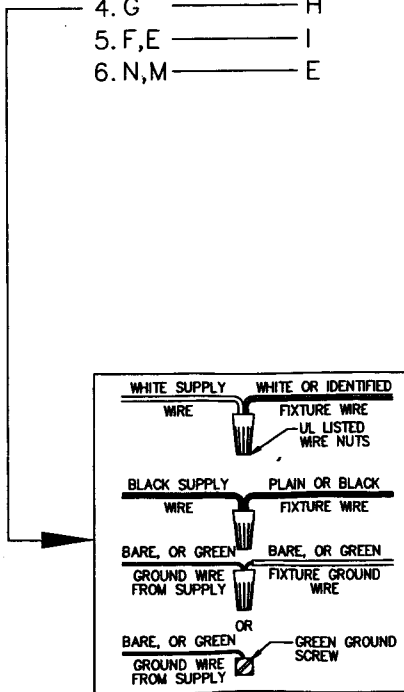 4. G H
5. F,E I
6. N,M E
WHITE SUPPLY WHITE OR IDENTIFIED
WIRE FIXTURE WIRE
UL LISTED
WIRE NUTS
BLACK SUPPLY PLAIN OR BLACK
WIRE FIXTURE WIRE
BARE, OR GREEN BARE, OR GREEN
GROUND WIRE FIXTURE GROUND
FROM SUPPLY WIRE
OR
BARE, OR GREEN GREEN GROUND
SCREW
GROUND WIRE
FROM SUPPLY